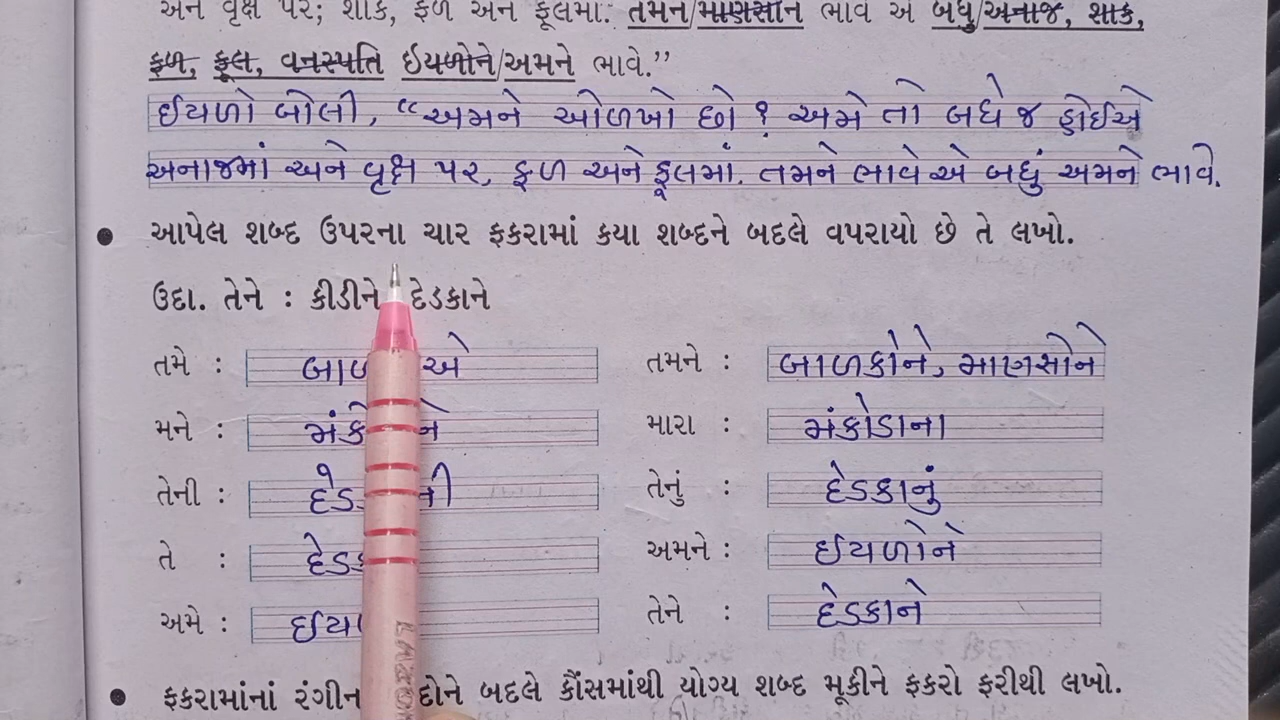 અને વૃક્ષ પર; શાક, ફળ અને ફૂલમાં. તમને/માણસોને ભાવે એ બધું/અનાજ, શાક,
ફળ, ફૂલ, વનસ્પતિ ઇયળોને/અમને ભાવે.”
ઈયળો બોલી, “અમને ઓળખો છો ? અમે તો બધે જ હોઈએ
અનાજમાં અને વૃક્ષ પર, ફળ અને ફૂલમાં. તમને ભાવે એ બધું અમને ભાવે.
● આપેલ શબ્દ ઉપરના ચાર ફકરામાં કયા શબ્દને બદલે વપરાયો છે તે લખો.
ઉદા. તેને : કીડીને દેડકાને
તમે : તમને : બાળકોને, માણસોને
મને : મારા : મંકોડાના
તેની : તેનું : દેડકાનું
તે : અમને : ઈયળોને
અમે : તેને : દેડકાને
● ફકરામાંનાં બદલે કૌંસમાંથી યોગ્ય શબ્દ મૂકીને ફકરો ફરીથી લખો.